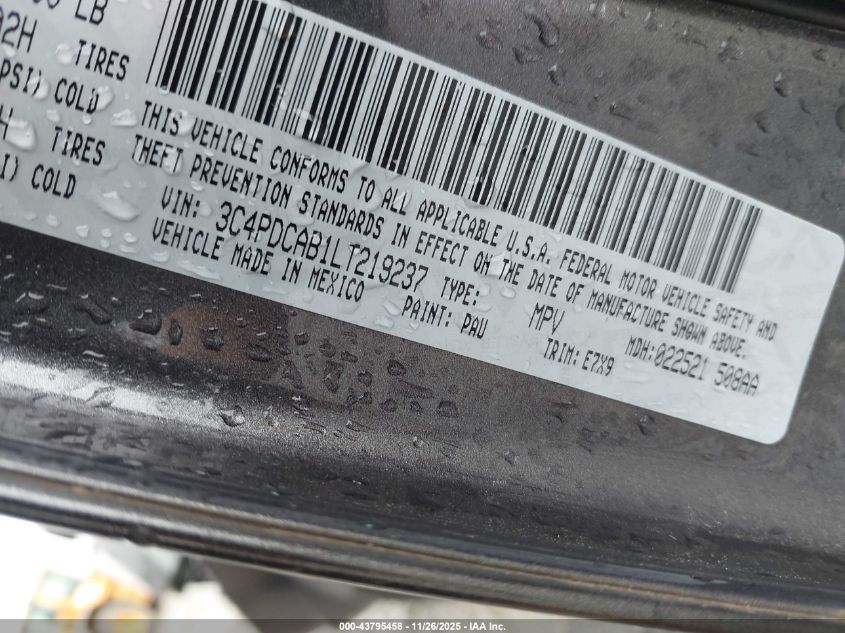 LB
02H TIRES
PSI) COLD
H TIRES
I) COLD
THIS VEHICLE CONFORMS TO ALL APPLICABLE U.S.A. FEDERAL MOTOR VEHICLE SAFETY AND
THEFT PREVENTION STANDARDS IN EFFECT ON THE DATE OF MANUFACTURE SHOWN ABOVE.
VIN: 3C4PDCAB1LT219237 TYPE: MPV MDH:022521 508AA
VEHICLE MADE IN MEXICO PAINT: PAU TRIM: E7X9
000-43795458 - 11/26/2025 - IAA Inc.